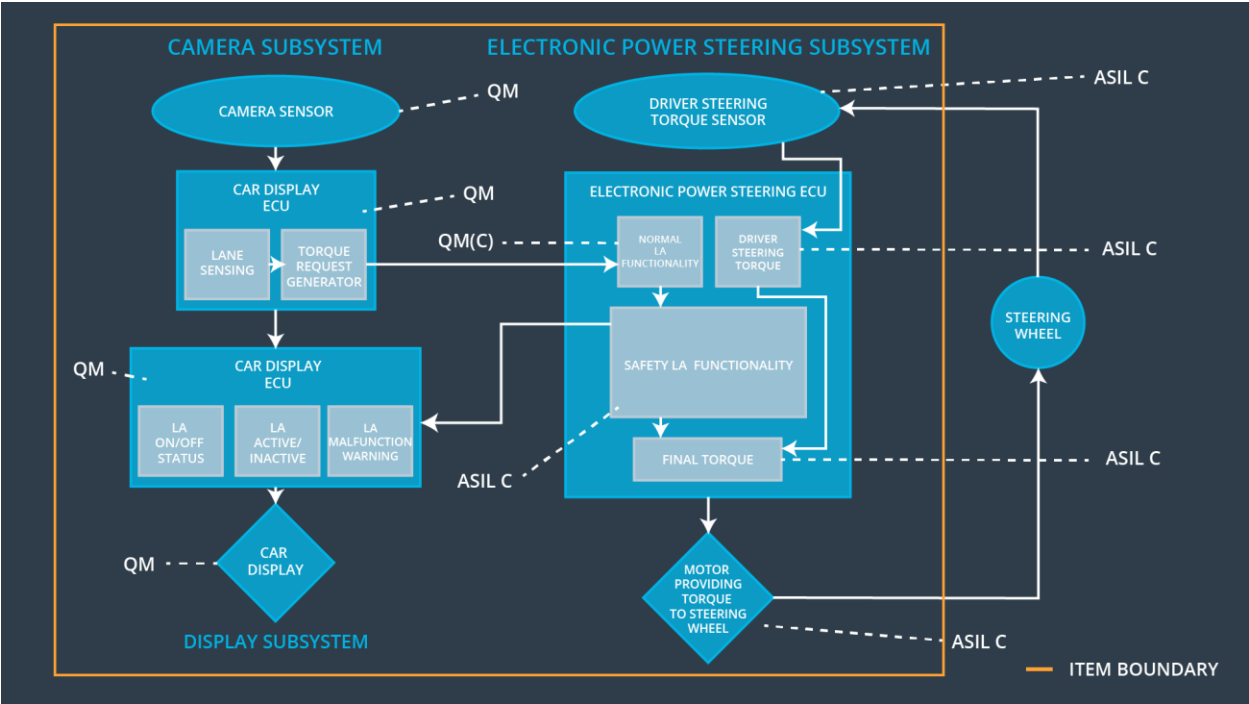 CAMERA SUBSYSTEM
ELECTRONIC POWER STEERING SUBSYSTEM
CAMERA SENSOR
QM
DRIVER STEERING
TORQUE SENSOR
ASIL C
CAR DISPLAY
ECU
LANE
SENSING
TORQUE
REQUEST
GENERATOR
QM
QM(C)
ELECTRONIC POWER STEERING ECU
NORMAL
LA
FUNCTIONALITY
DRIVER
STEERING
TORQUE
ASIL C
STEERING
WHEEL
QM
CAR DISPLAY
ECU
LA
ON/OFF
STATUS
LA
ACTIVE/
INACTIVE
LA
MALFUNCTION
WARNING
SAFETY LA FUNCTIONALITY
ASIL C
FINAL TORQUE
ASIL C
QM
CAR
DISPLAY
MOTOR
PROVIDING
TORQUE
TO STEERING
WHEEL
ASIL C
DISPLAY SUBSYSTEM
ITEM BOUNDARY